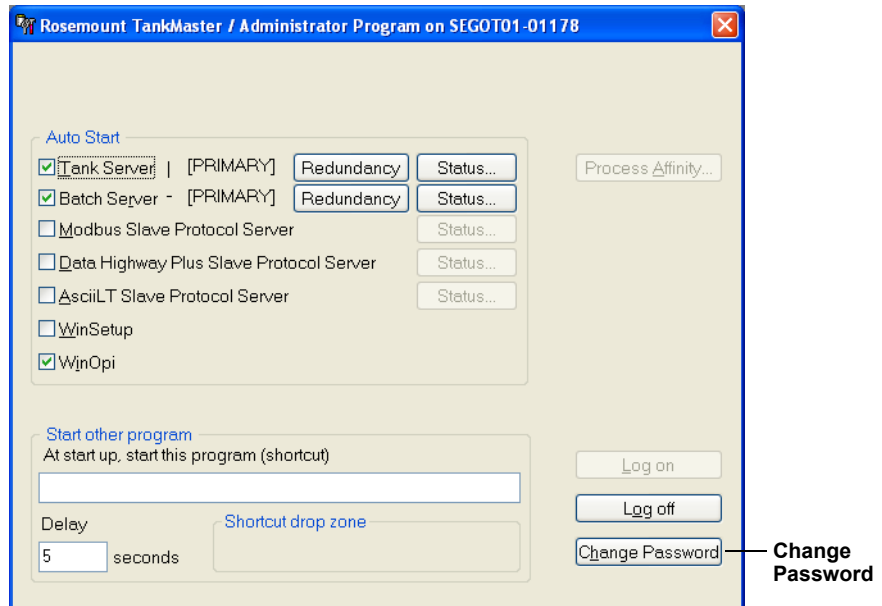 Rosemount TankMaster / Administrator Program on SEGOT01-01178
Auto Start
Tank Server | [PRIMARY] Redundancy Status... Process Affinity...
Batch Server - [PRIMARY] Redundancy Status...
Modbus Slave Protocol Server Status...
Data Highway Plus Slave Protocol Server Status...
AsciiLT Slave Protocol Server Status...
WinSetup
WinOpi
Start other program
At start up, start this program (shortcut)
Log on
Log off
Delay Shortcut drop zone
5 seconds
Change Password
Change
Password